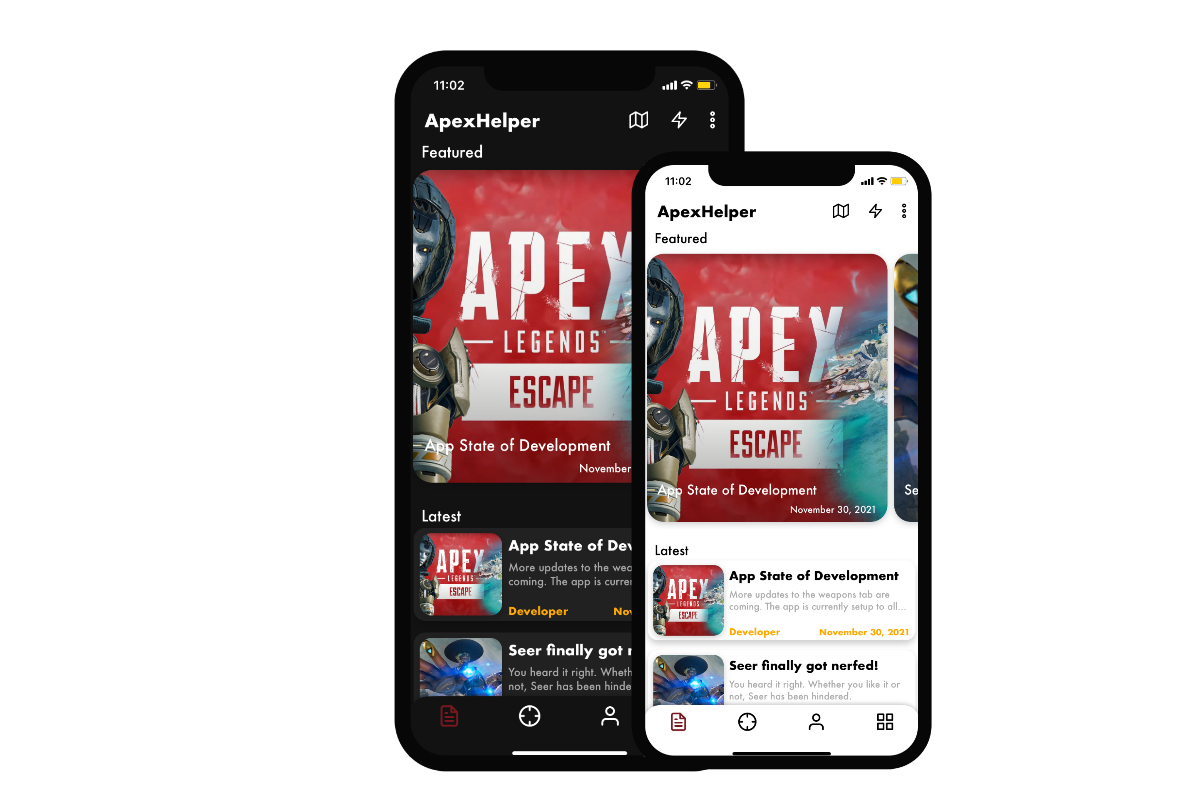 11:02
ApexHelper
Featured
APEX
LEGENDS™
ESCAPE
App State of Development
November
Latest
APEX
LEGENDS
ESCAPE
App State of Dev
More updates to the wea
coming. The app is curre
Developer
Nov
Seer finally got
You heard it right. Wheth
not, Seer has been hinde
11:02
ApexHelper
Featured
APEX
LEGENDS™
ESCAPE
App State of Development
November 30, 2021
Se
Latest
APEX
LEGENDS
ESCAPE
App State of Development
More updates to the weapons tab are
coming. The app is currently setup to all...
Developer
November 30, 2021
Seer finally got nerfed!
You heard it right. Whether you like it or
not, Seer has been hindered.